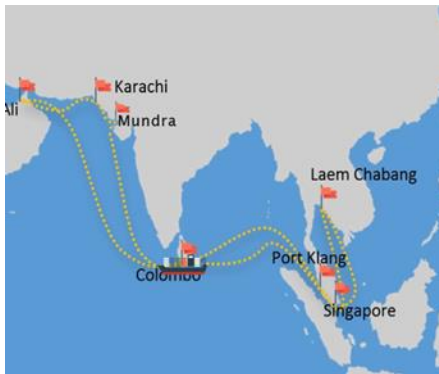 Karachi
Ali
Mundra
Laem Chabang
Port Klang
Colombo
Singapore